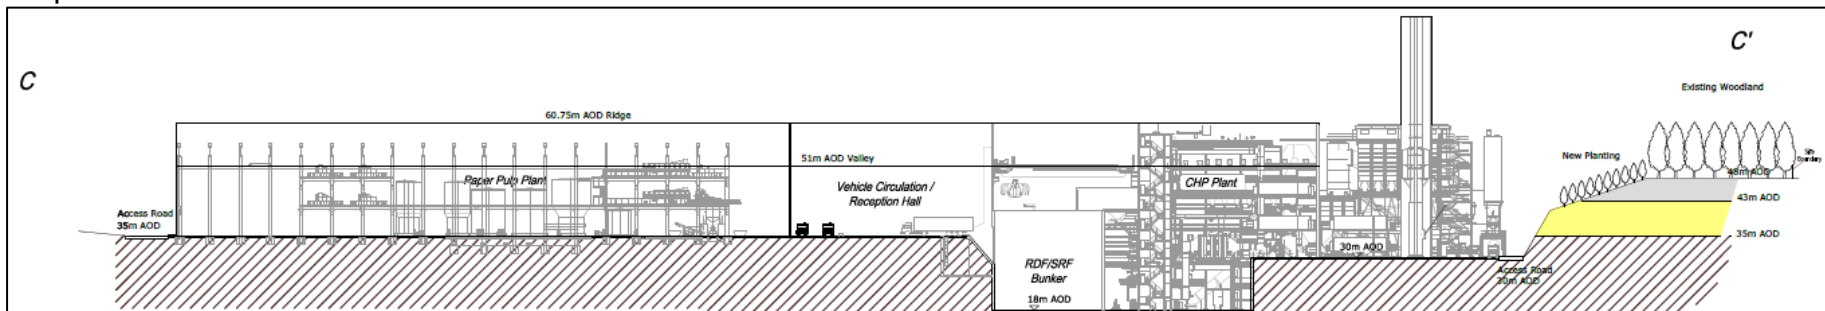 C
C'
Existing Woodland
60.75m AOD Ridge
51m AOD Valley
New Planting
Site
Boundary
Paper Pulp Plant
Vehicle Circulation /
Reception Hall
CHP Plant
48m AOD
43m AOD
Access Road
35m AOD
35m AOD
30m AOD
RDF/SRF
Bunker
Access Road
30m AOD
18m AOD